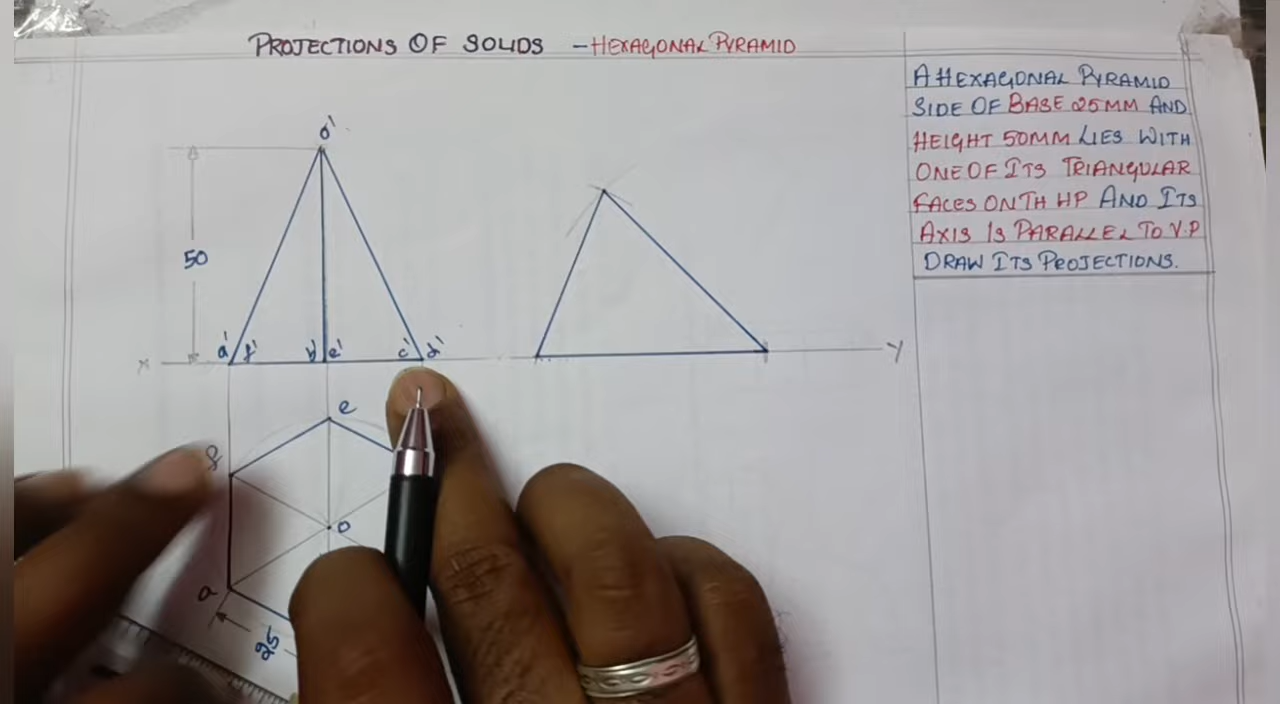 PROJECTIONS OF SOLIDS - HEXAGONAL PYRAMID
A HEXAGONAL PYRAMID
SIDE OF BASE 25MM AND
HEIGHT 50MM LIES WITH
ONE OF ITS TRIANGULAR
FACES ON TH HP AND ITS
AXIS IS PARALLEL TO V.P
DRAW ITS PROJECTIONS.
o'
50
a' f' b' e' c' d'
X Y
e
f
o
a
25